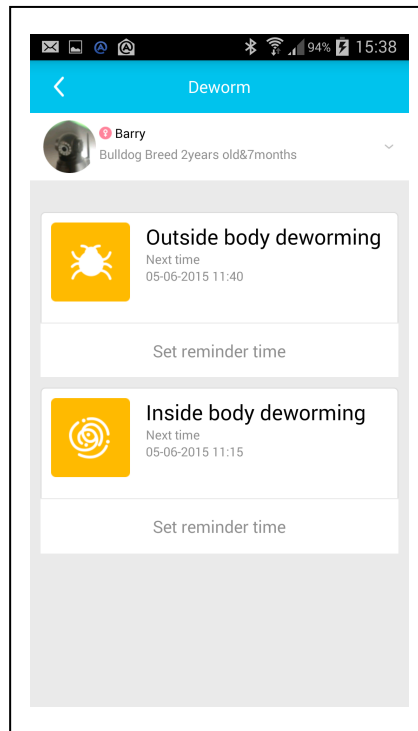 94% 15:38
Deworm
Barry
Bulldog Breed 2years old&7months
Outside body deworming
Next time
05-06-2015 11:40
Set reminder time
Inside body deworming
Next time
05-06-2015 11:15
Set reminder time